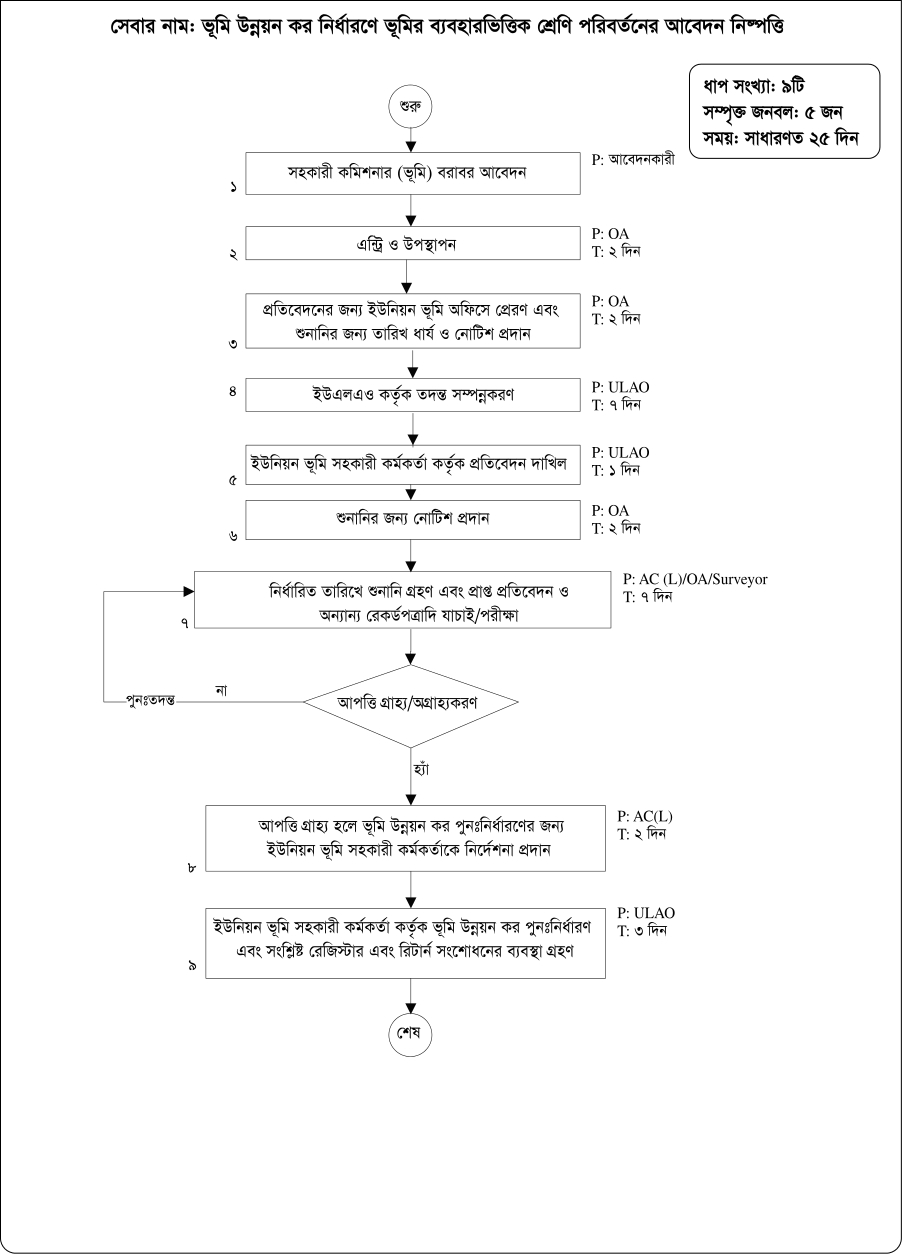 সেবার নাম: ভূমি উন্নয়ন কর নির্ধারণে ভূমির ব্যবহারভিত্তিক শ্রেণি পরিবর্তনের আবেদন নিষ্পত্তি
ধাপ সংখ্যা: ৯টি
সম্পৃক্ত জনবল: ৫ জন
সময়: সাধারণত ২৫ দিন
শুরু
সহকারী কমিশনার (ভূমি) বরাবর আবেদন
১
P: আবেদনকারী
এন্ট্রি ও উপস্থাপন
২
P: OA
T: ২ দিন
প্রতিবেদনের জন্য ইউনিয়ন ভূমি অফিসে প্রেরণ এবং
শুনানির জন্য তারিখ ধার্য ও নোটিশ প্রদান
৩
P: OA
T: ২ দিন
৪
ইউএলএও কর্তৃক তদন্ত সম্পন্নকরণ
P: ULAO
T: ৭ দিন
ইউনিয়ন ভূমি সহকারী কর্মকর্তা কর্তৃক প্রতিবেদন দাখিল
৫
P: ULAO
T: ১ দিন
শুনানির জন্য নোটিশ প্রদান
৬
P: OA
T: ২ দিন
নির্ধারিত তারিখে শুনানি গ্রহণ এবং প্রাপ্ত প্রতিবেদন ও
অন্যান্য রেকর্ডপত্রাদি যাচাই/পরীক্ষা
৭
P: AC (L)/OA/Surveyor
T: ৭ দিন
আপত্তি গ্রাহ্য/অগ্রাহ্যকরণ
না
পুনঃতদন্ত
হ্যাঁ
আপত্তি গ্রাহ্য হলে ভূমি উন্নয়ন কর পুনঃনির্ধারণের জন্য
ইউনিয়ন ভূমি সহকারী কর্মকর্তাকে নির্দেশনা প্রদান
৮
P: AC(L)
T: ২ দিন
ইউনিয়ন ভূমি সহকারী কর্মকর্তা কর্তৃক ভূমি উন্নয়ন কর পুনঃনির্ধারণ
এবং সংশ্লিষ্ট রেজিস্টার এবং রিটার্ন সংশোধনের ব্যবস্থা গ্রহণ
৯
P: ULAO
T: ৩ দিন
শেষ